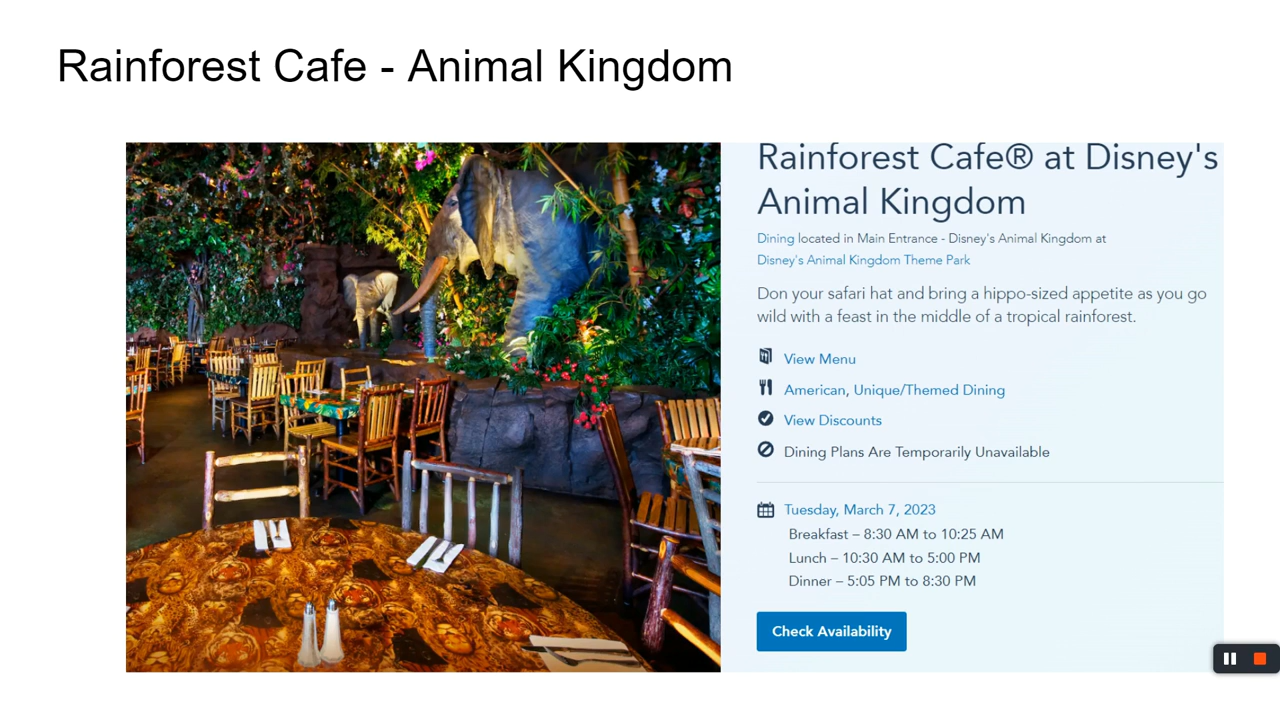 Rainforest Cafe - Animal Kingdom
Rainforest Cafe® at Disney's
Animal Kingdom
Dining located in Main Entrance - Disney's Animal Kingdom at
Disney's Animal Kingdom Theme Park
Don your safari hat and bring a hippo-sized appetite as you go
wild with a feast in the middle of a tropical rainforest.
View Menu
American, Unique/Themed Dining
View Discounts
Dining Plans Are Temporarily Unavailable
Tuesday, March 7, 2023
Breakfast – 8:30 AM to 10:25 AM
Lunch – 10:30 AM to 5:00 PM
Dinner – 5:05 PM to 8:30 PM
Check Availability